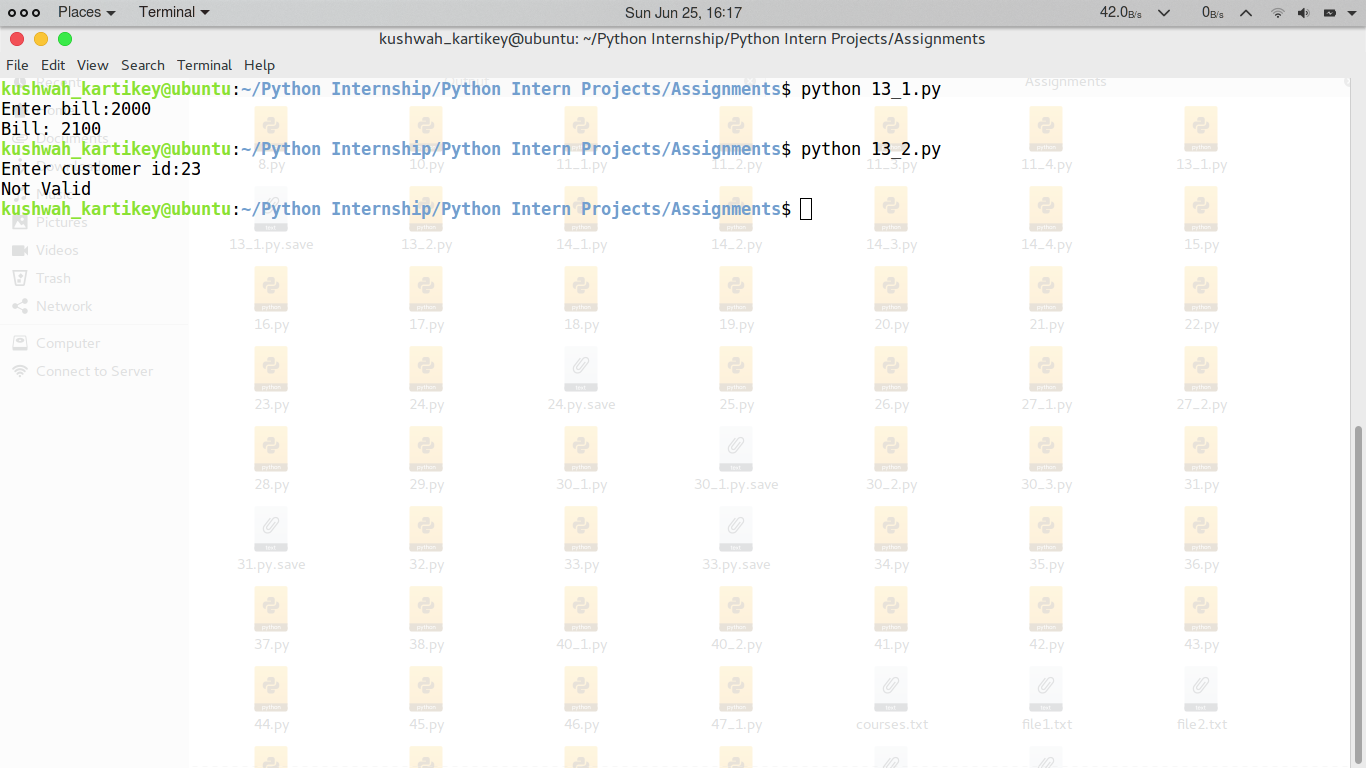 Places Terminal Sun Jun 25, 16:17 42.0B/s 0B/s
kushwah_kartikey@ubuntu: ~/Python Internship/Python Intern Projects/Assignments
File Edit View Search Terminal Help
Recent Assignments
kushwah_kartikey@ubuntu:~/Python Internship/Python Intern Projects/Assignments$ python 13_1.py
Enter bill:2000
Bill: 2100
kushwah_kartikey@ubuntu:~/Python Internship/Python Intern Projects/Assignments$ python 13_2.py
8.py 10.py 11_1.py 11_2.py 11_3.py 11_4.py 13_1.py
Enter customer id:23
Not Valid
kushwah_kartikey@ubuntu:~/Python Internship/Python Intern Projects/Assignments$
Pictures
13_1.py.save 13_2.py 14_1.py 14_2.py 14_3.py 14_4.py 15.py
Videos
Trash
Network
16.py 17.py 18.py 19.py 20.py 21.py 22.py
Computer
Connect to Server
23.py 24.py 24.py.save 25.py 26.py 27_1.py 27_2.py
28.py 29.py 30_1.py 30_1.py.save 30_2.py 30_3.py 31.py
31.py.save 32.py 33.py 33.py.save 34.py 35.py 36.py
37.py 38.py 40_1.py 40_2.py 41.py 42.py 43.py
44.py 45.py 46.py 47_1.py courses.txt file1.txt file2.txt